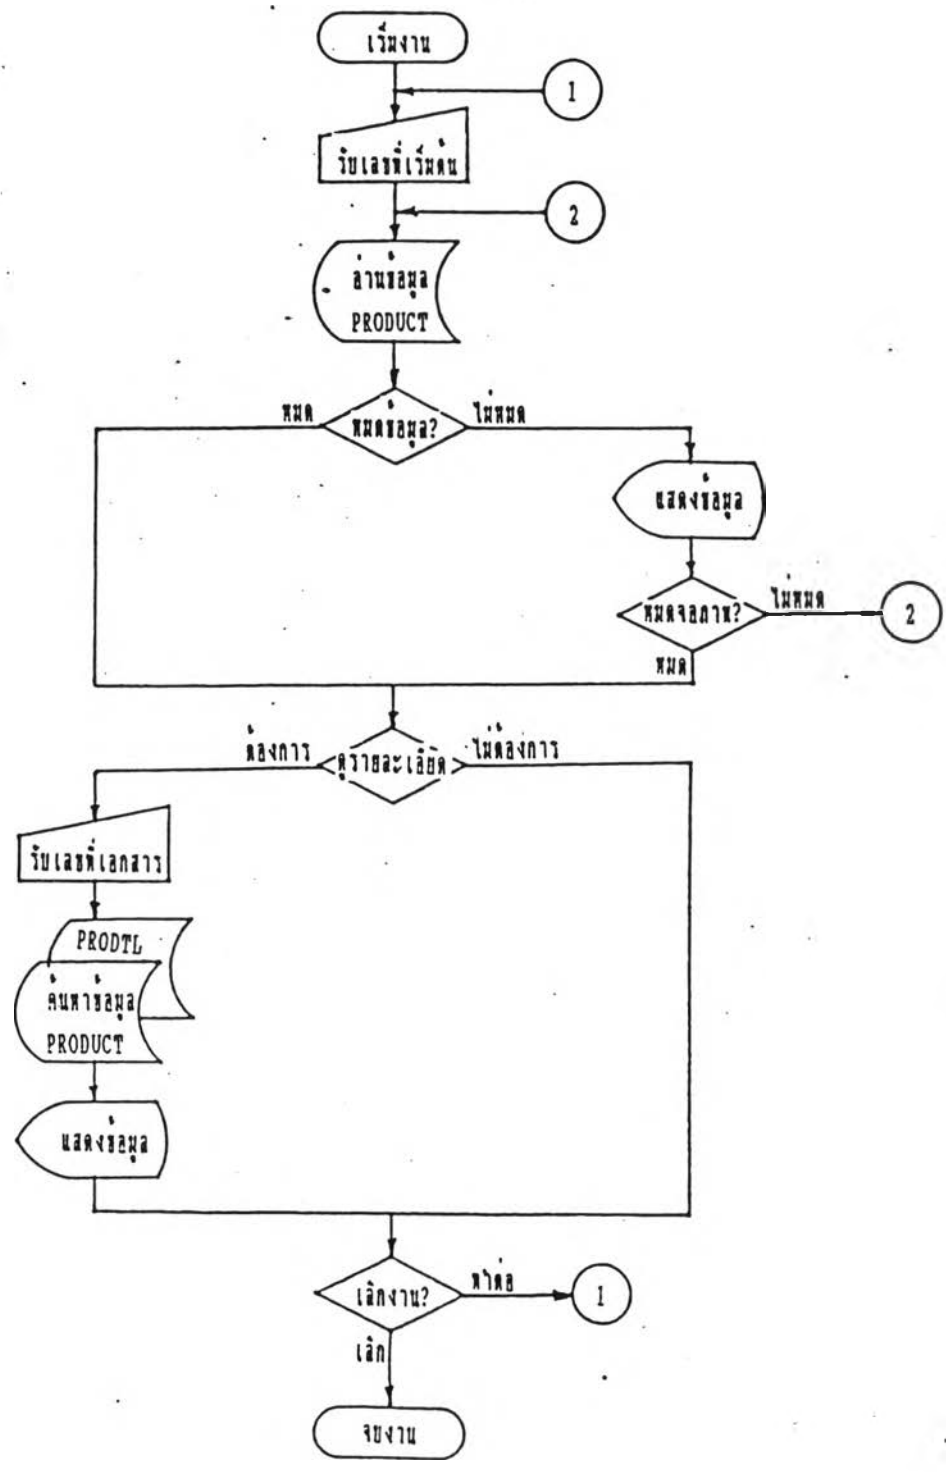 เริ่มงาน
1
รับเลขที่เริ่มต้น
2
อ่านข้อมูล
PRODUCT
หมด
หมดข้อมูล?
ไม่หมด
แสดงข้อมูล
หมดจอภาพ?
ไม่หมด
2
หมด
ต้องการ
ดูรายละเอียด
ไม่ต้องการ
รับเลขที่เอกสาร
PRODTL
ค้นหาข้อมูล
PRODUCT
แสดงข้อมูล
เลิกงาน?
ทำต่อ
1
เลิก
จบงาน